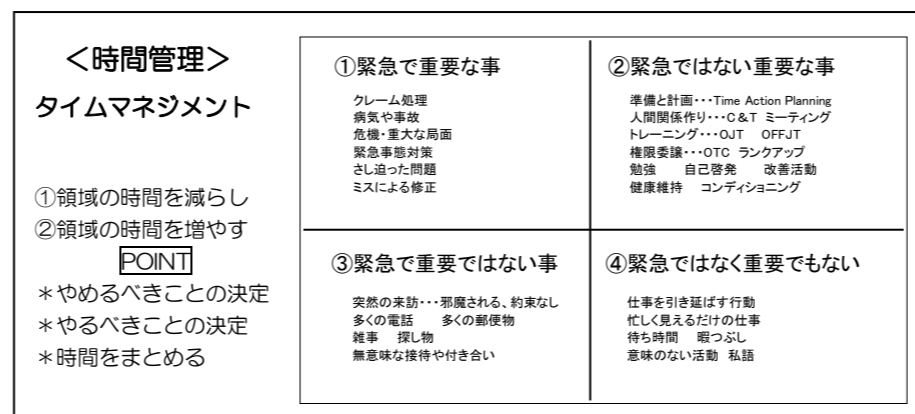 ＜時間管理＞
タイムマネジメント
①領域の時間を減らし
②領域の時間を増やす
POINT
＊やめるべきことの決定
＊やるべきことの決定
＊時間をまとめる
①緊急で重要な事
クレーム処理
病気や事故
危機・重大な局面
緊急事態対策
さし迫った問題
ミスによる修正
②緊急ではない重要な事
準備と計画・・・Time Action Planning
人間関係作り・・・C＆T ミーティング
トレーニング・・・OJT　OFFJT
権限委譲・・・OTC ランクアップ
勉強　自己啓発　改善活動
健康維持　コンディショニング
③緊急で重要ではない事
突然の来訪・・・邪魔される、約束なし
多くの電話　多くの郵便物
雑事　探し物
無意味な接待や付き合い
④緊急ではなく重要でもない
仕事を引き延ばす行動
忙しく見えるだけの仕事
待ち時間　暇つぶし
意味のない活動 私語